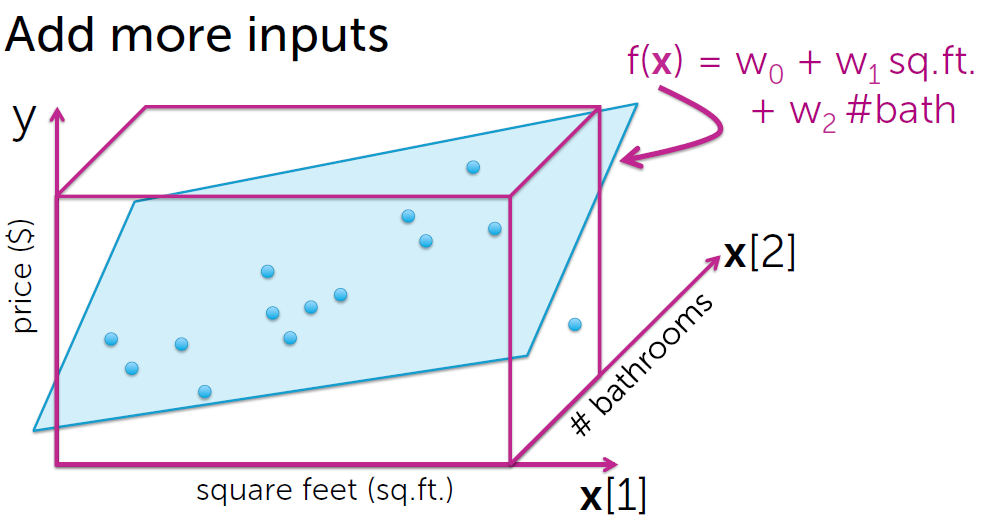 Add more inputs
f(x) = w₀ + w₁ sq.ft.
+ w₂ #bath
y
price ($)
x[2]
# bathrooms
square feet (sq.ft.)
x[1]